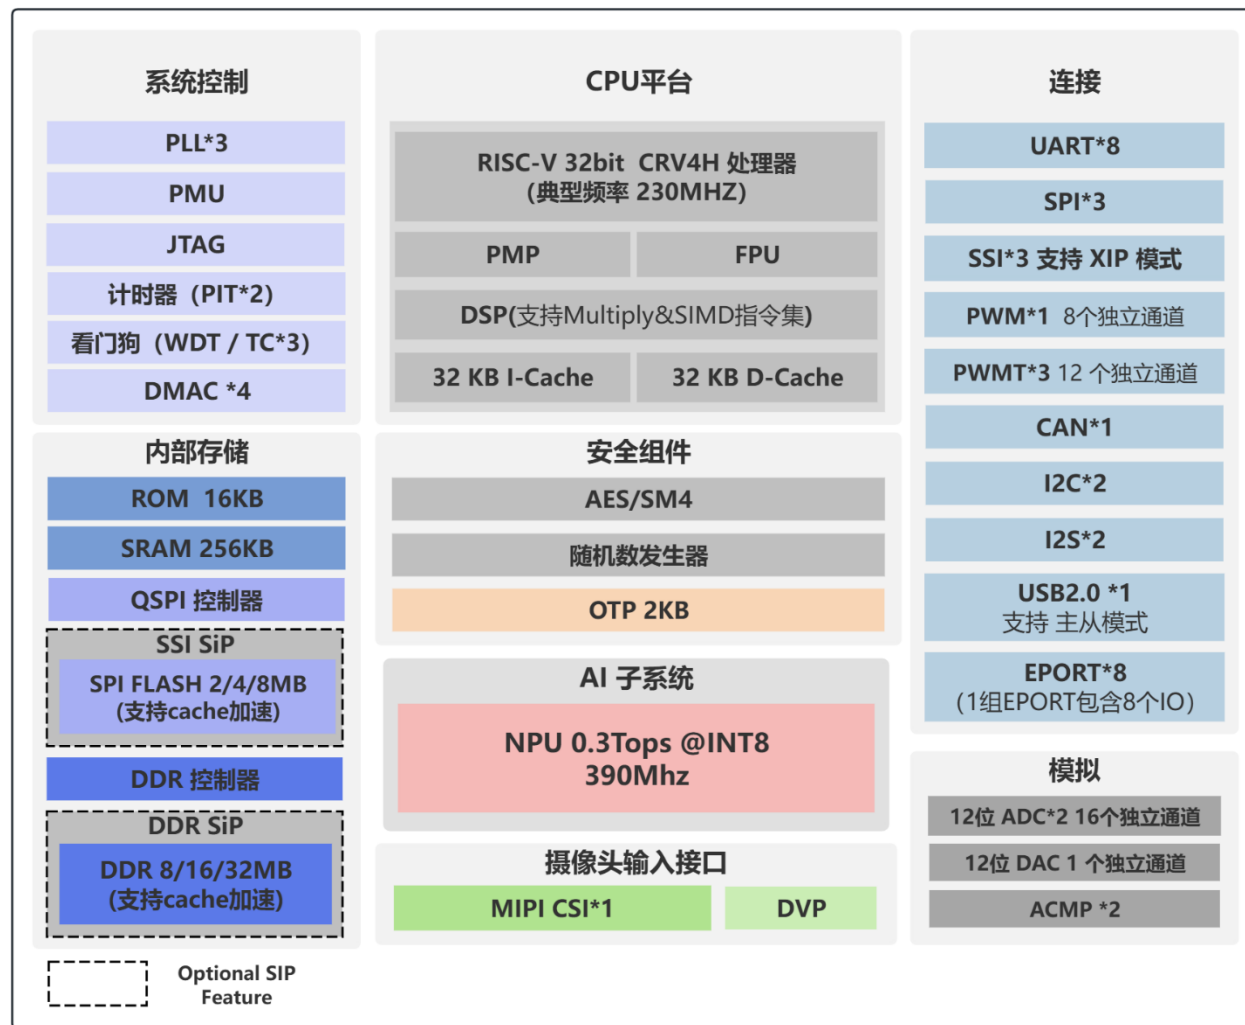 系统控制
PLL*3
PMU
JTAG
计时器（PIT*2）
看门狗（WDT / TC*3）
DMAC *4
内部存储
ROM 16KB
SRAM 256KB
QSPI 控制器
SSI SiP
SPI FLASH 2/4/8MB
(支持cache加速)
DDR 控制器
DDR SiP
DDR 8/16/32MB
(支持cache加速)
Optional SIP
Feature
CPU平台
RISC-V 32bit CRV4H 处理器
(典型频率 230MHZ)
PMP
FPU
DSP(支持Multiply&SIMD指令集)
32 KB I-Cache
32 KB D-Cache
安全组件
AES/SM4
随机数发生器
OTP 2KB
AI 子系统
NPU 0.3Tops @INT8
390Mhz
摄像头输入接口
MIPI CSI*1
DVP
连接
UART*8
SPI*3
SSI*3 支持 XIP 模式
PWM*1 8个独立通道
PWMT*3 12 个独立通道
CAN*1
I2C*2
I2S*2
USB2.0 *1
支持 主从模式
EPORT*8
（1组EPORT包含8个IO）
模拟
12位 ADC*2 16个独立通道
12位 DAC 1 个独立通道
ACMP *2